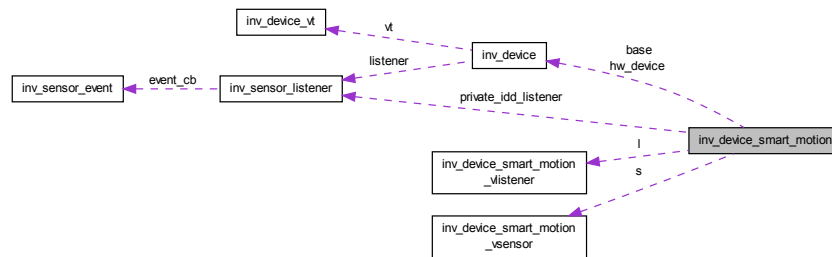 inv_device_vt
vt
inv_device
base
hw_device
listener
inv_sensor_event
event_cb
inv_sensor_listener
private_idd_listener
inv_device_smart_motion
l
inv_device_smart_motion
_vlistener
s
inv_device_smart_motion
_vsensor